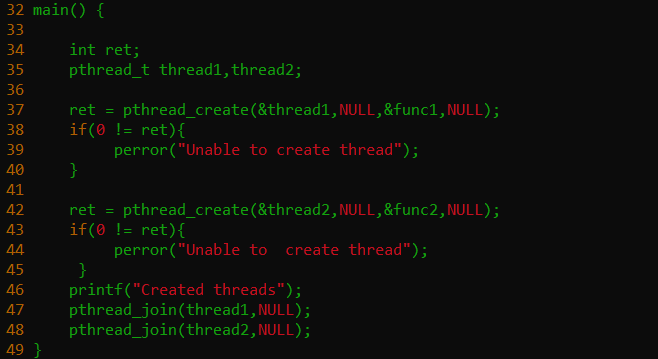 32 main() {
33
34     int ret;
35     pthread_t thread1,thread2;
36
37     ret = pthread_create(&thread1,NULL,&func1,NULL);
38     if(0 != ret){
39          perror("Unable to create thread");
40     }
41
42     ret = pthread_create(&thread2,NULL,&func2,NULL);
43     if(0 != ret){
44          perror("Unable to  create thread");
45      }
46     printf("Created threads");
47     pthread_join(thread1,NULL);
48     pthread_join(thread2,NULL);
49 }